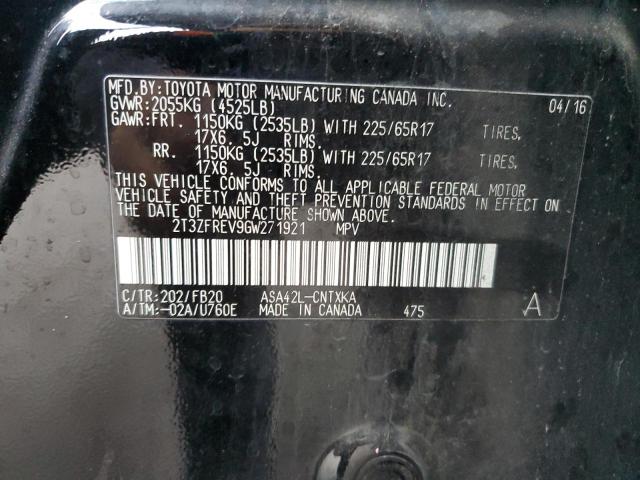 MFD.BY:TOYOTA MOTOR MANUFACTURING CANADA INC. 04/16
GVWR:2055KG (4525LB)
GAWR:FRT. 1150KG (2535LB) WITH 225/65R17 TIRES,
17X6. 5J RIMS.
RR. 1150KG (2535LB) WITH 225/65R17 TIRES,
17X6. 5J RIMS.
THIS VEHICLE CONFORMS TO ALL APPLICABLE FEDERAL MOTOR
VEHICLE SAFETY AND THEFT PREVENTION STANDARDS IN EFFECT ON
THE DATE OF MANUFACTURE SHOWN ABOVE.
2T3ZFREV9GW271921 MPV
C/TR:202/FB20 ASA42L-CNTXKA
A/TM:-02A/U760E MADE IN CANADA 475 A